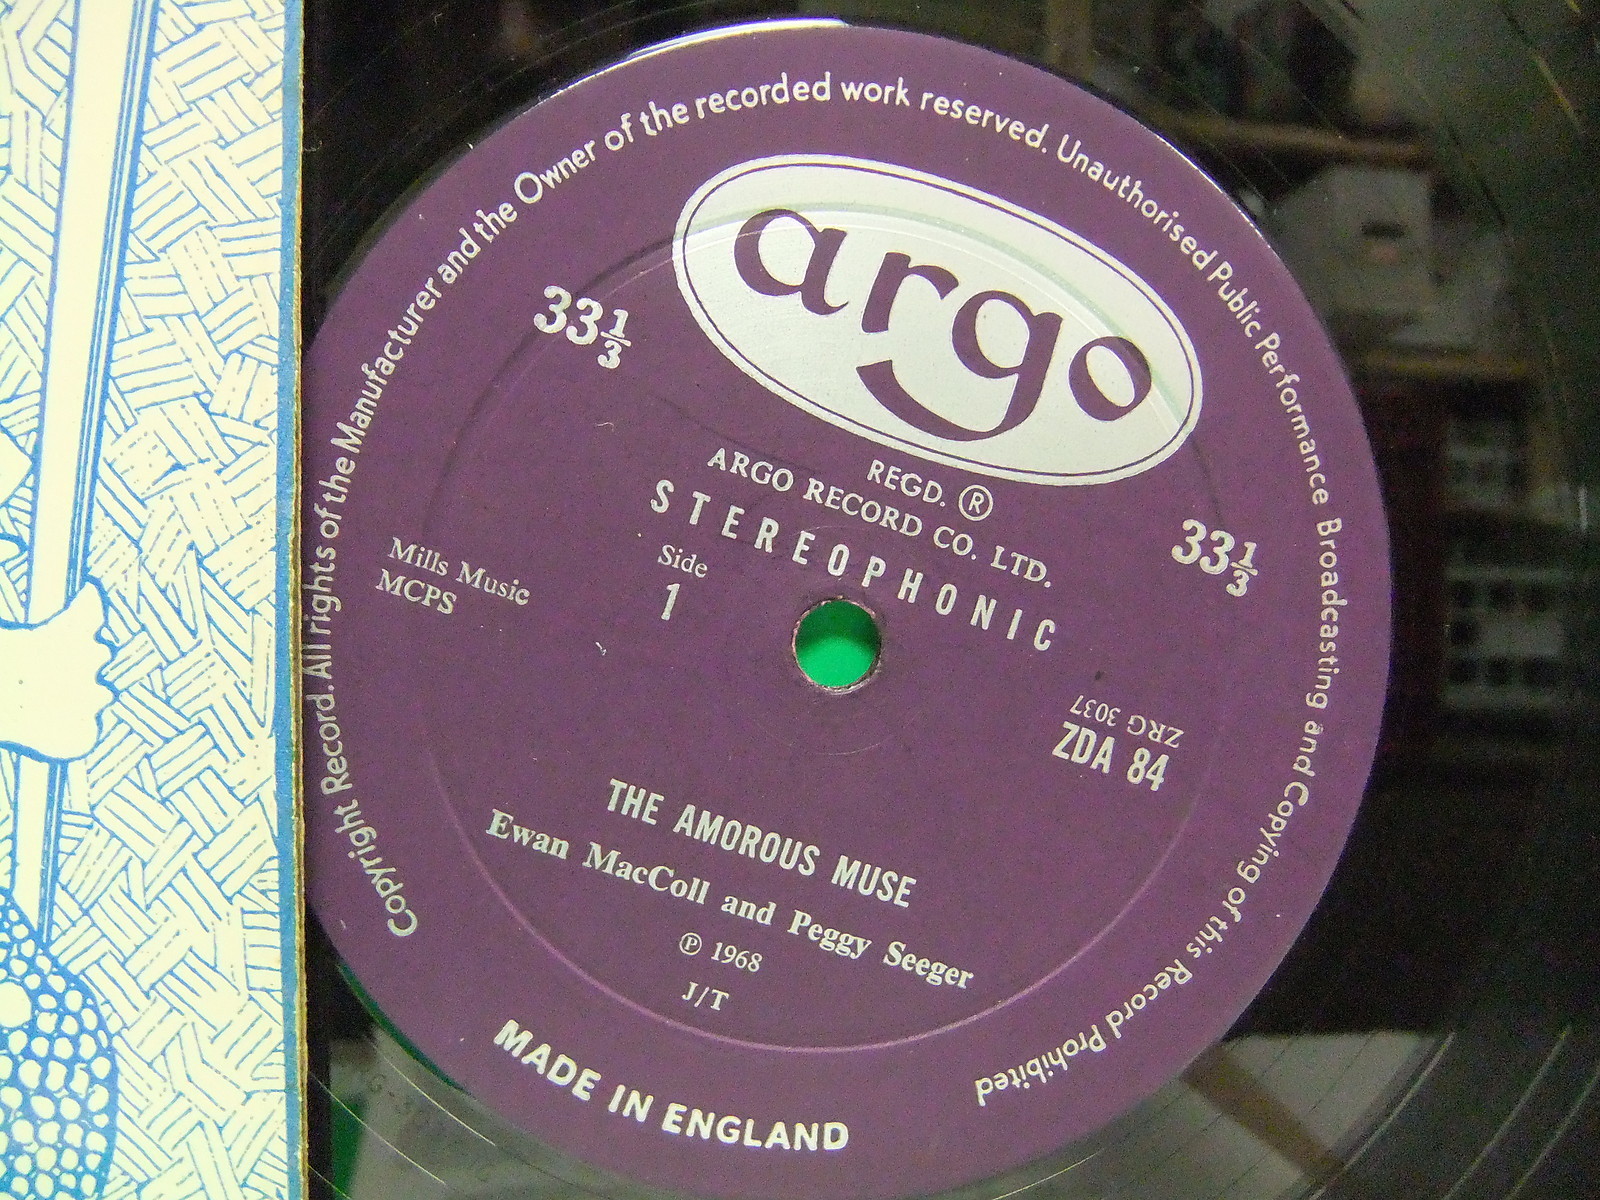 Copyright Record. All rights of the Manufacturer and the Owner of the recorded work reserved. Unauthorised Public Performance Broadcasting and Copying of this Record Prohibited
argo
33⅓
REGD. ®
ARGO RECORD CO. LTD.
STEREOPHONIC
33⅓
Mills Music
MCPS
Side
1
ZRG 3037
ZDA 84
THE AMOROUS MUSE
Ewan MacColl and Peggy Seeger
℗ 1968
J/T
MADE IN ENGLAND